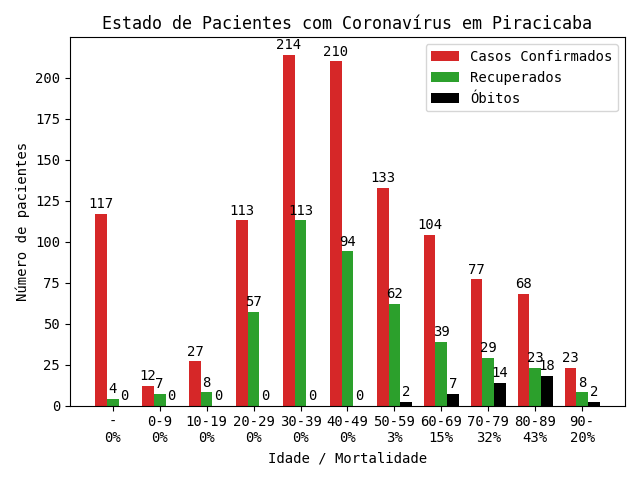 Estado de Pacientes com Coronavírus em Piracicaba
Casos Confirmados
Recuperados
Óbitos
Número de pacientes
200
175
150
125
100
75
50
25
0
117 4 0
12 7 0
27 8 0
113 57 0
214 113 0
210 94 0
133 62 2
104 39 7
77 29 14
68 23 18
23 8 2
- 0-9 10-19 20-29 30-39 40-49 50-59 60-69 70-79 80-89 90-
0% 0% 0% 0% 0% 0% 3% 15% 32% 43% 20%
Idade / Mortalidade